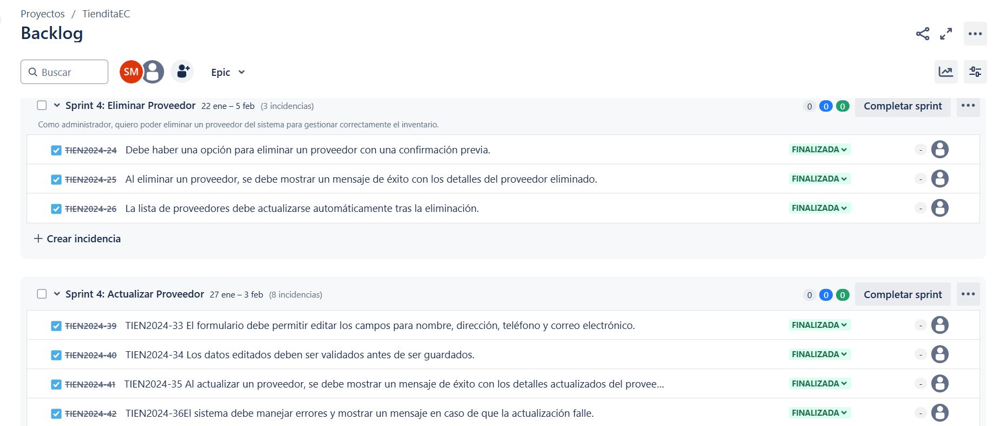 Proyectos / TienditaEC
Backlog
Buscar SM Epic
Sprint 4: Eliminar Proveedor 22 ene – 5 feb (3 incidencias) 0 0 0 Completar sprint
Como administrador, quiero poder eliminar un proveedor del sistema para gestionar correctamente el inventario.
TIEN2024-24 Debe haber una opción para eliminar un proveedor con una confirmación previa. FINALIZADA -
TIEN2024-25 Al eliminar un proveedor, se debe mostrar un mensaje de éxito con los detalles del proveedor eliminado. FINALIZADA -
TIEN2024-26 La lista de proveedores debe actualizarse automáticamente tras la eliminación. FINALIZADA -
+ Crear incidencia
Sprint 4: Actualizar Proveedor 27 ene – 3 feb (8 incidencias) 0 0 0 Completar sprint
TIEN2024-39 TIEN2024-33 El formulario debe permitir editar los campos para nombre, dirección, teléfono y correo electrónico. FINALIZADA -
TIEN2024-40 TIEN2024-34 Los datos editados deben ser validados antes de ser guardados. FINALIZADA -
TIEN2024-41 TIEN2024-35 Al actualizar un proveedor, se debe mostrar un mensaje de éxito con los detalles actualizados del provee... FINALIZADA -
TIEN2024-42 TIEN2024-36El sistema debe manejar errores y mostrar un mensaje en caso de que la actualización falle. FINALIZADA -